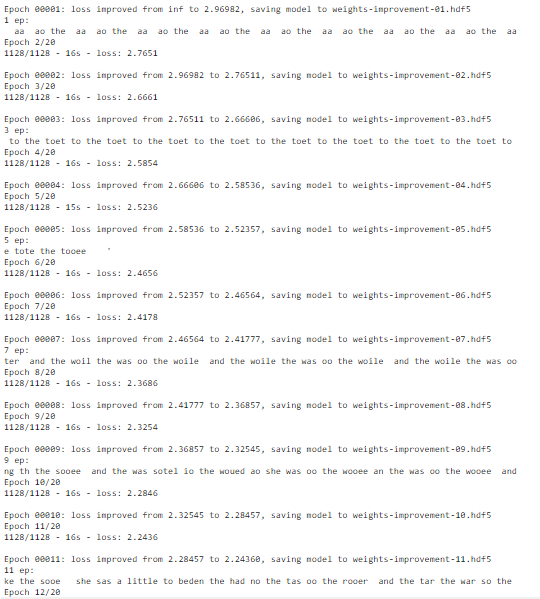 Epoch 00001: loss improved from inf to 2.96982, saving model to weights-improvement-01.hdf5
1 ep:
aa  ao the  aa  ao the  aa  ao the  aa  ao the  aa  ao the  aa  ao the  aa  ao the  aa  ao the  aa
Epoch 2/20
1128/1128 - 16s - loss: 2.7651
Epoch 00002: loss improved from 2.96982 to 2.76511, saving model to weights-improvement-02.hdf5
Epoch 3/20
1128/1128 - 16s - loss: 2.6661
Epoch 00003: loss improved from 2.76511 to 2.66606, saving model to weights-improvement-03.hdf5
3 ep:
to the toet to the toet to the toet to the toet to the toet to the toet to the toet to the toet to
Epoch 4/20
1128/1128 - 16s - loss: 2.5854
Epoch 00004: loss improved from 2.66606 to 2.58536, saving model to weights-improvement-04.hdf5
Epoch 5/20
1128/1128 - 15s - loss: 2.5236
Epoch 00005: loss improved from 2.58536 to 2.52357, saving model to weights-improvement-05.hdf5
5 ep:
e tote the tooee    '
Epoch 6/20
1128/1128 - 16s - loss: 2.4656
Epoch 00006: loss improved from 2.52357 to 2.46564, saving model to weights-improvement-06.hdf5
Epoch 7/20
1128/1128 - 16s - loss: 2.4178
Epoch 00007: loss improved from 2.46564 to 2.41777, saving model to weights-improvement-07.hdf5
7 ep:
ter  and the woil the was oo the woile  and the woile the was oo the woile  and the woile the was oo
Epoch 8/20
1128/1128 - 16s - loss: 2.3686
Epoch 00008: loss improved from 2.41777 to 2.36857, saving model to weights-improvement-08.hdf5
Epoch 9/20
1128/1128 - 16s - loss: 2.3254
Epoch 00009: loss improved from 2.36857 to 2.32545, saving model to weights-improvement-09.hdf5
9 ep:
ng th the sooee  and the was sotel io the woued ao she was oo the wooee an the was oo the wooee  and
Epoch 10/20
1128/1128 - 16s - loss: 2.2846
Epoch 00010: loss improved from 2.32545 to 2.28457, saving model to weights-improvement-10.hdf5
Epoch 11/20
1128/1128 - 16s - loss: 2.2436
Epoch 00011: loss improved from 2.28457 to 2.24360, saving model to weights-improvement-11.hdf5
11 ep:
ke the sooe   she sas a little to beden the had no the tas oo the rooer  and the tar the war so the
Epoch 12/20